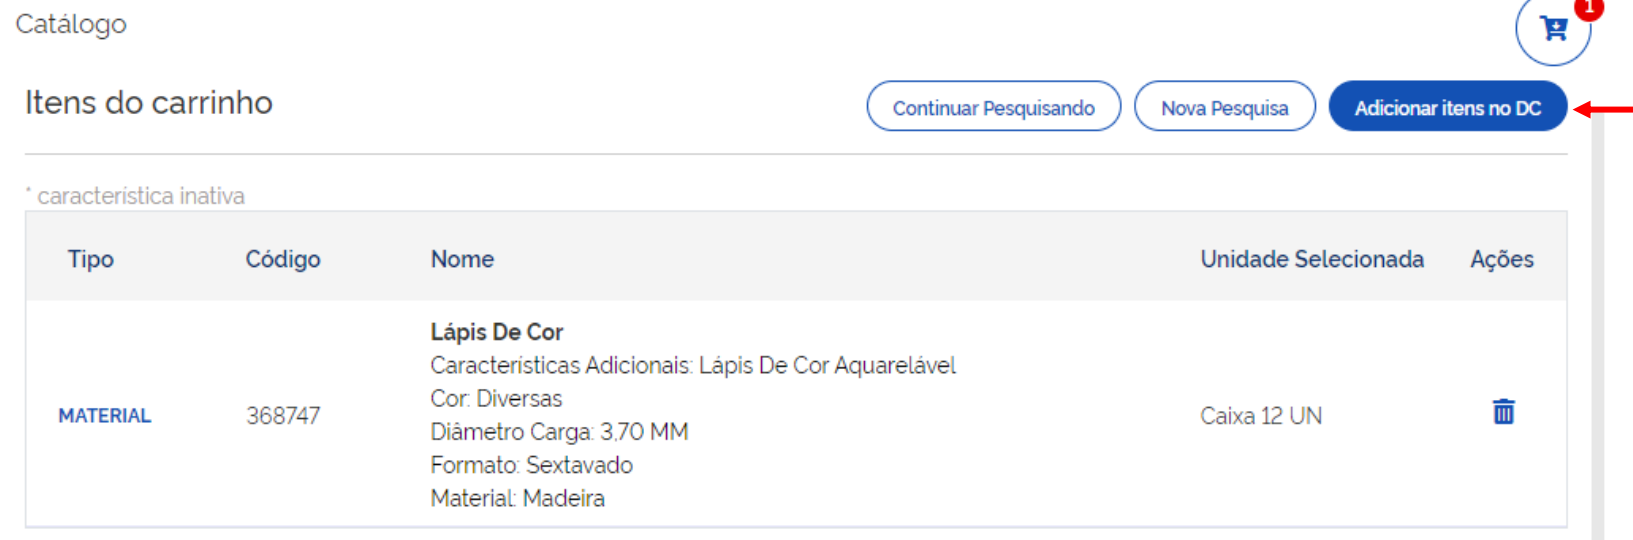 Catálogo
1
Itens do carrinho
Continuar Pesquisando
Nova Pesquisa
Adicionar itens no DC
* característica inativa
Tipo Código Nome Unidade Selecionada Ações
Lápis De Cor
Características Adicionais: Lápis De Cor Aquarelável
Cor: Diversas
MATERIAL 368747 Caixa 12 UN
Diâmetro Carga: 3,70 MM
Formato: Sextavado
Material: Madeira